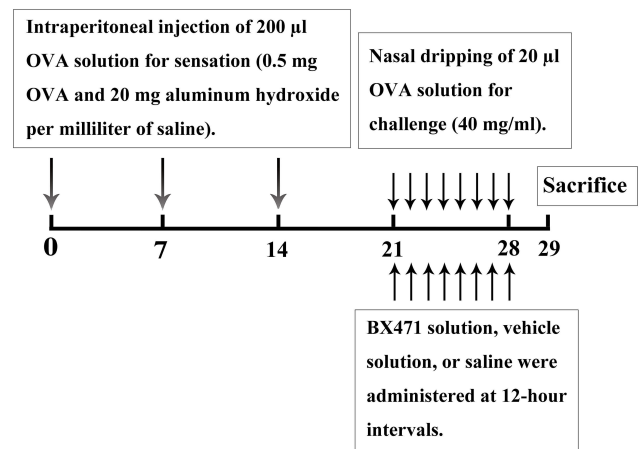 Intraperitoneal injection of 200 µl
OVA solution for sensation (0.5 mg
OVA and 20 mg aluminum hydroxide
per milliliter of saline).
Nasal dripping of 20 µl
OVA solution for
challenge (40 mg/ml).
Sacrifice
0 7 14 21 28 29
BX471 solution, vehicle
solution, or saline were
administered at 12-hour
intervals.